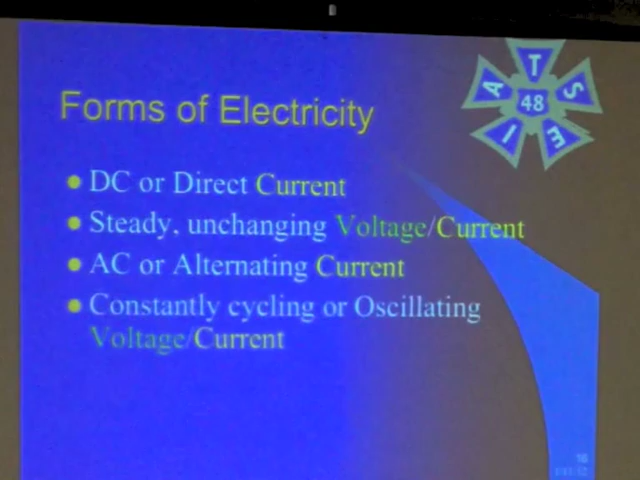 Forms of Electricity
I A T S E
48
DC or Direct Current
Steady, unchanging Voltage/Current
AC or Alternating Current
Constantly cycling or Oscillating
Voltage/Current